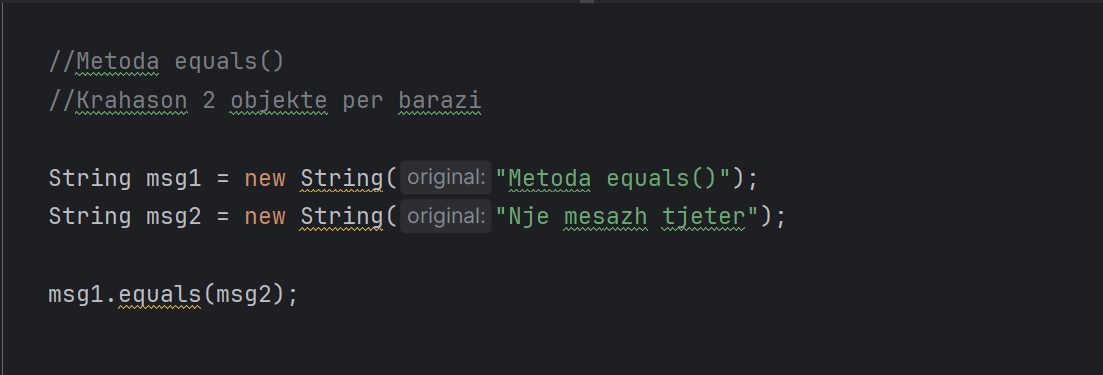 //Metoda equals()
//Krahason 2 objekte per barazi
String msg1 = new String( original: "Metoda equals()");
String msg2 = new String( original: "Nje mesazh tjeter");
msg1.equals(msg2);